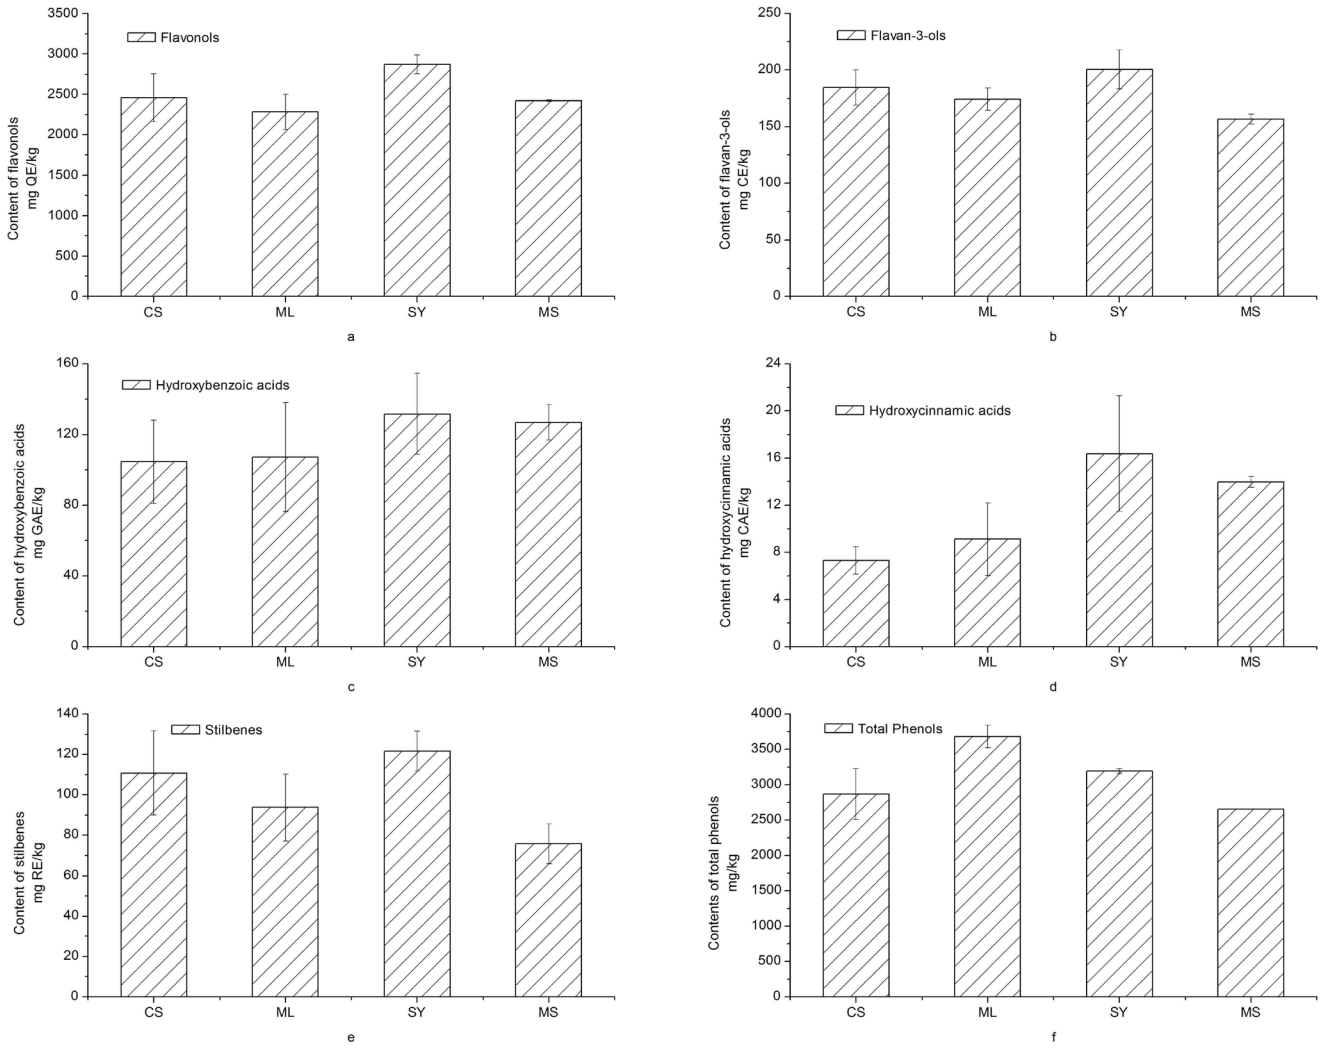 Flavonols
Content of flavonols
mg QE/kg
3500
3000
2500
2000
1500
1000
500
0
CS ML SY MS
a
Flavan-3-ols
Content of flavan-3-ols
mg CE/kg
250
200
150
100
50
0
CS ML SY MS
b
Hydroxybenzoic acids
Content of hydroxybenzoic acids
mg GAE/kg
160
120
80
40
0
CS ML SY MS
c
Hydroxycinnamic acids
Content of hydroxycinnamic acids
mg CAE/kg
24
20
16
12
8
4
0
CS ML SY MS
d
Stilbenes
Content of stilbenes
mg RE/kg
140
120
100
80
60
40
20
0
CS ML SY MS
e
Total Phenols
Contents of total phenols
mg/kg
4000
3500
3000
2500
2000
1500
1000
500
0
CS ML SY MS
f